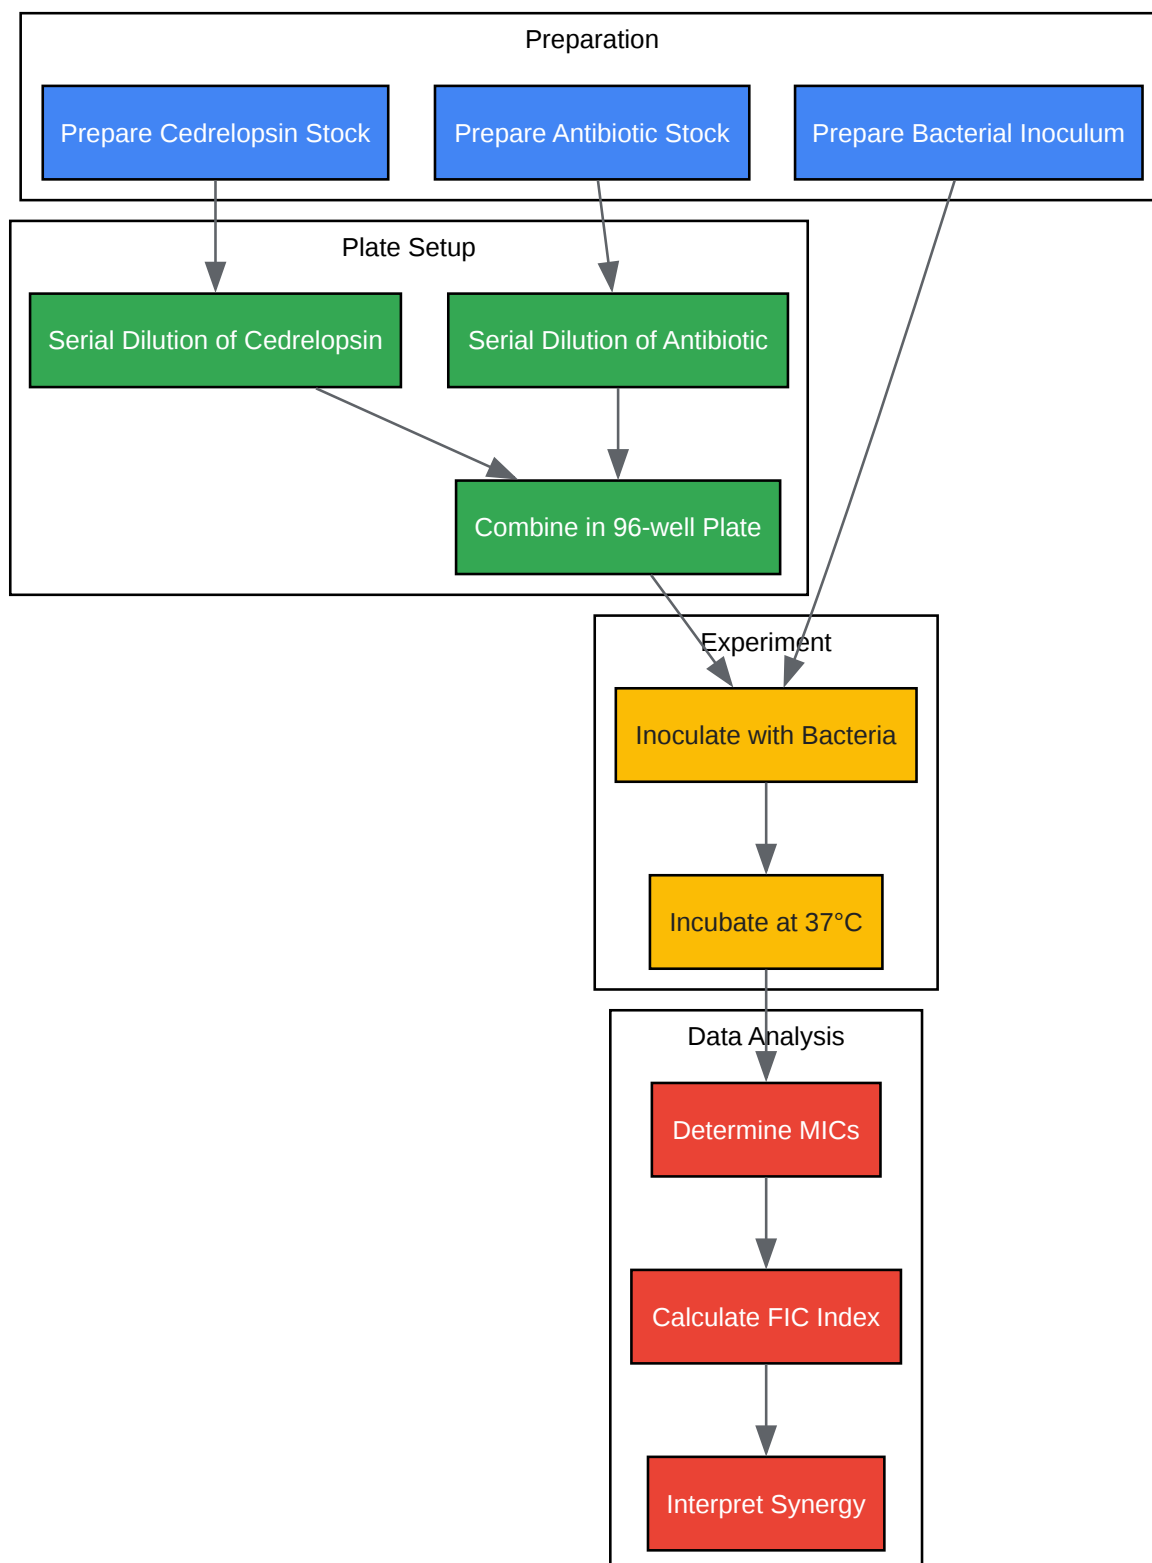 Preparation
Prepare Cedrelopsin Stock
Prepare Antibiotic Stock
Prepare Bacterial Inoculum
Plate Setup
Serial Dilution of Cedrelopsin
Serial Dilution of Antibiotic
Combine in 96-well Plate
Experiment
Inoculate with Bacteria
Incubate at 37°C
Data Analysis
Determine MICs
Calculate FIC Index
Interpret Synergy